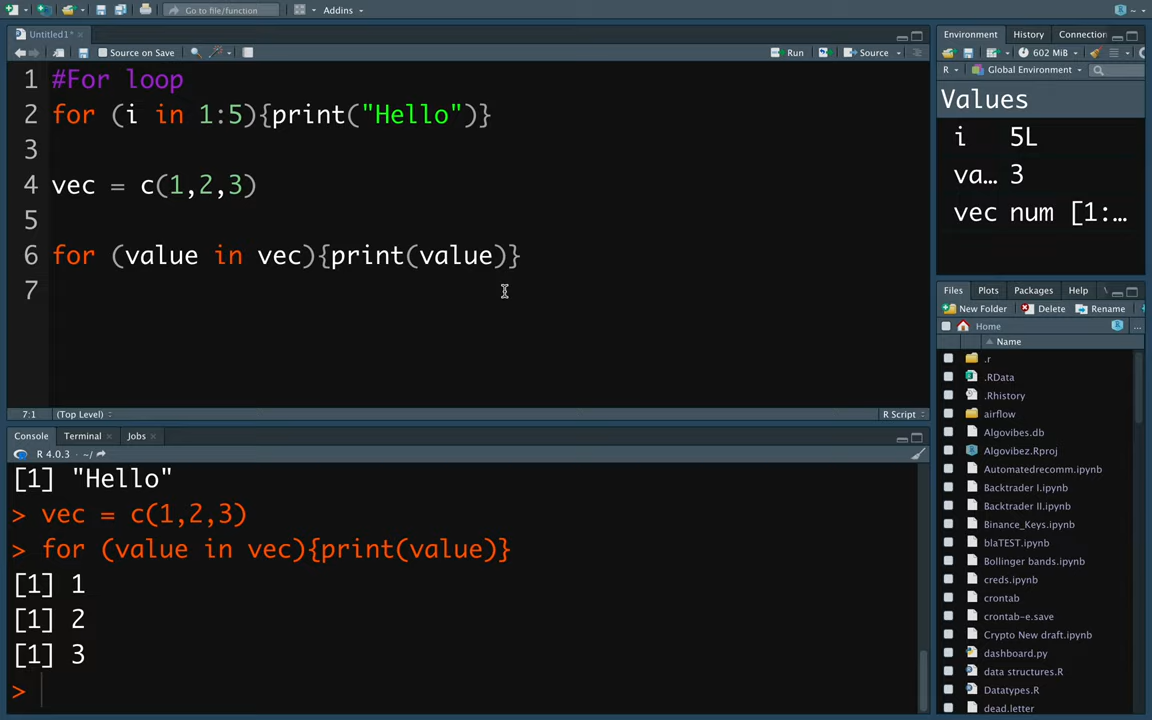 Go to file/function
Addins
Untitled1*
Source on Save
Run
Source
1 #For loop
2 for (i in 1:5){print("Hello")}
3
4 vec = c(1,2,3)
5
6 for (value in vec){print(value)}
7
7:1
(Top Level)
R Script
Console
Terminal
Jobs
R 4.0.3 · ~/
[1] "Hello"
> vec = c(1,2,3)
> for (value in vec){print(value)}
[1] 1
[1] 2
[1] 3
>
Environment
History
Connection
602 MiB
R
Global Environment
Values
i 5L
va... 3
vec num [1:...
Files
Plots
Packages
Help
New Folder
Delete
Rename
Home
...
Name
.r
.RData
.Rhistory
airflow
Algovibes.db
Algovibez.Rproj
Automatedrecomm.ipynb
Backtrader I.ipynb
Backtrader II.ipynb
Binance_Keys.ipynb
blaTEST.ipynb
Bollinger bands.ipynb
creds.ipynb
crontab
crontab-e.save
Crypto New draft.ipynb
dashboard.py
data structures.R
Datatypes.R
dead.letter